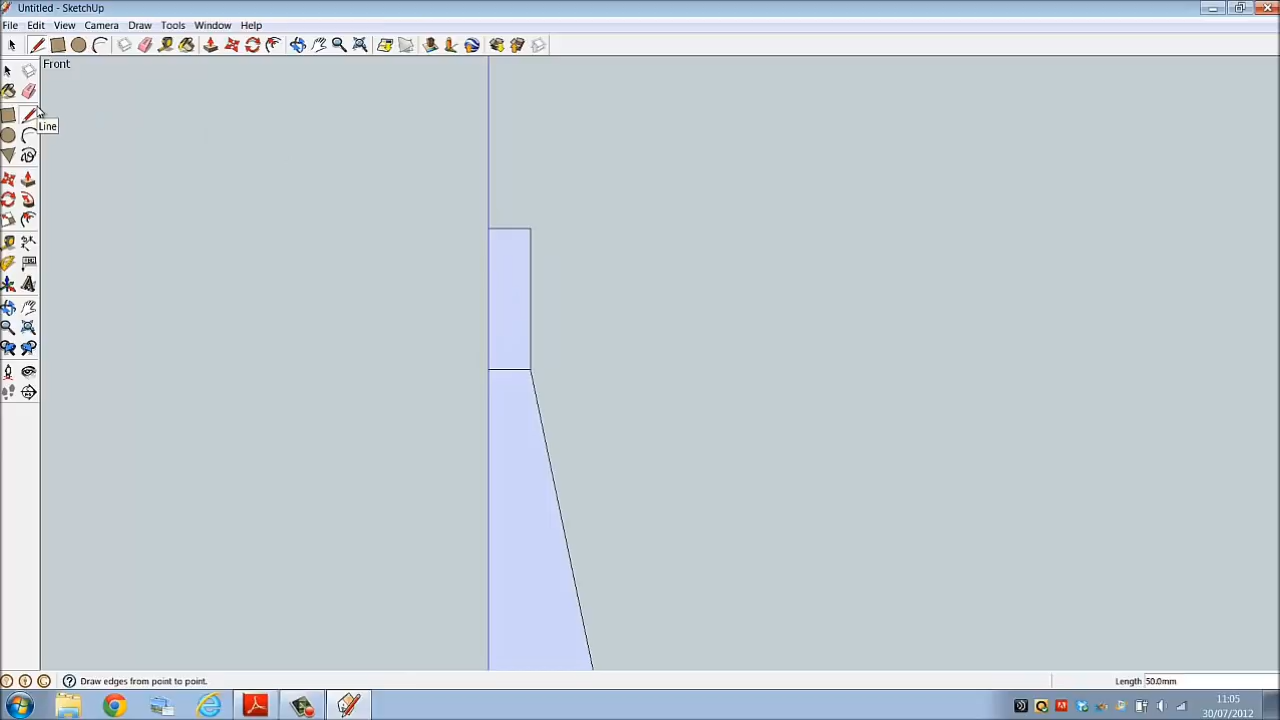 Untitled - SketchUp
File Edit View Camera Draw Tools Window Help
Front
Line
Draw edges from point to point.
Length 50.0mm
11:05
30/07/2012